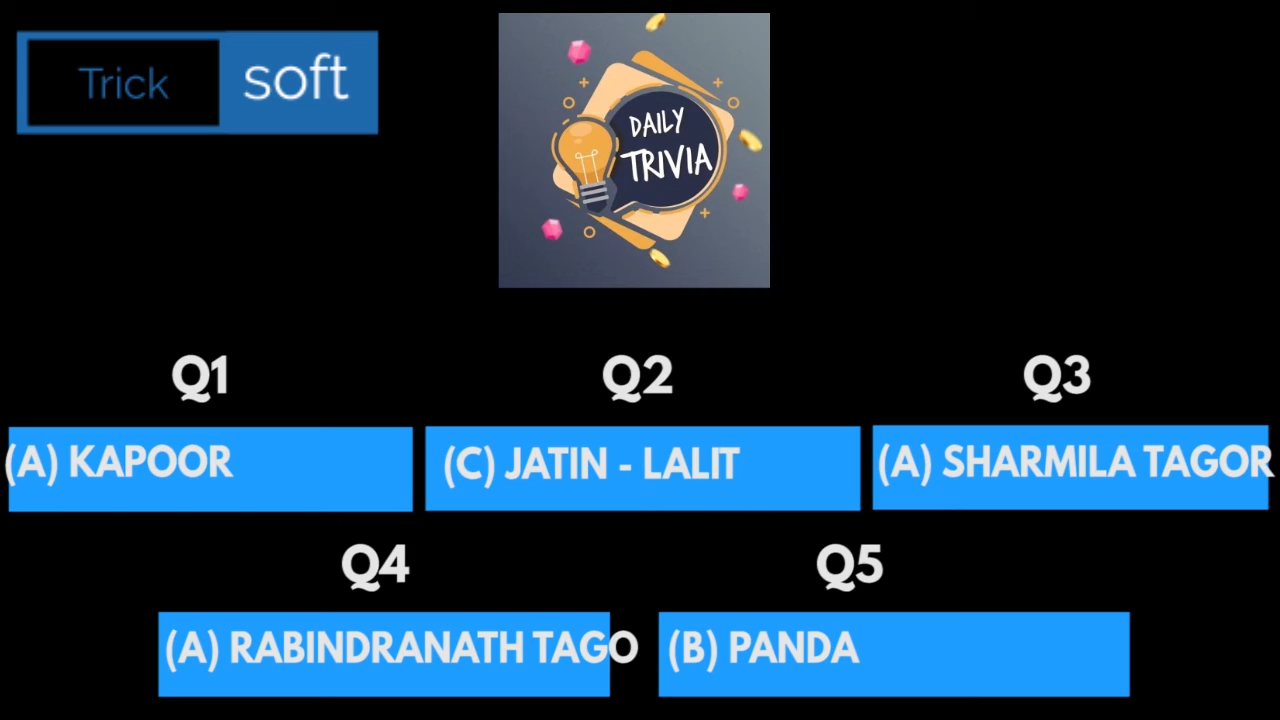 Trick soft
DAILY
TRIVIA
Q1
Q2
Q3
(A) KAPOOR
(C) JATIN - LALIT
(A) SHARMILA TAGOR
Q4
Q5
(A) RABINDRANATH TAGO
(B) PANDA